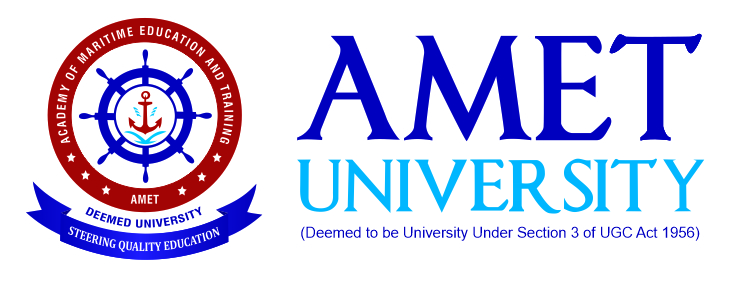 ACADEMY OF MARITIME EDUCATION AND TRAINING
AMET
DEEMED UNIVERSITY
STEERING QUALITY EDUCATION
AMET
UNIVERSITY
(Deemed to be University Under Section 3 of UGC Act 1956)